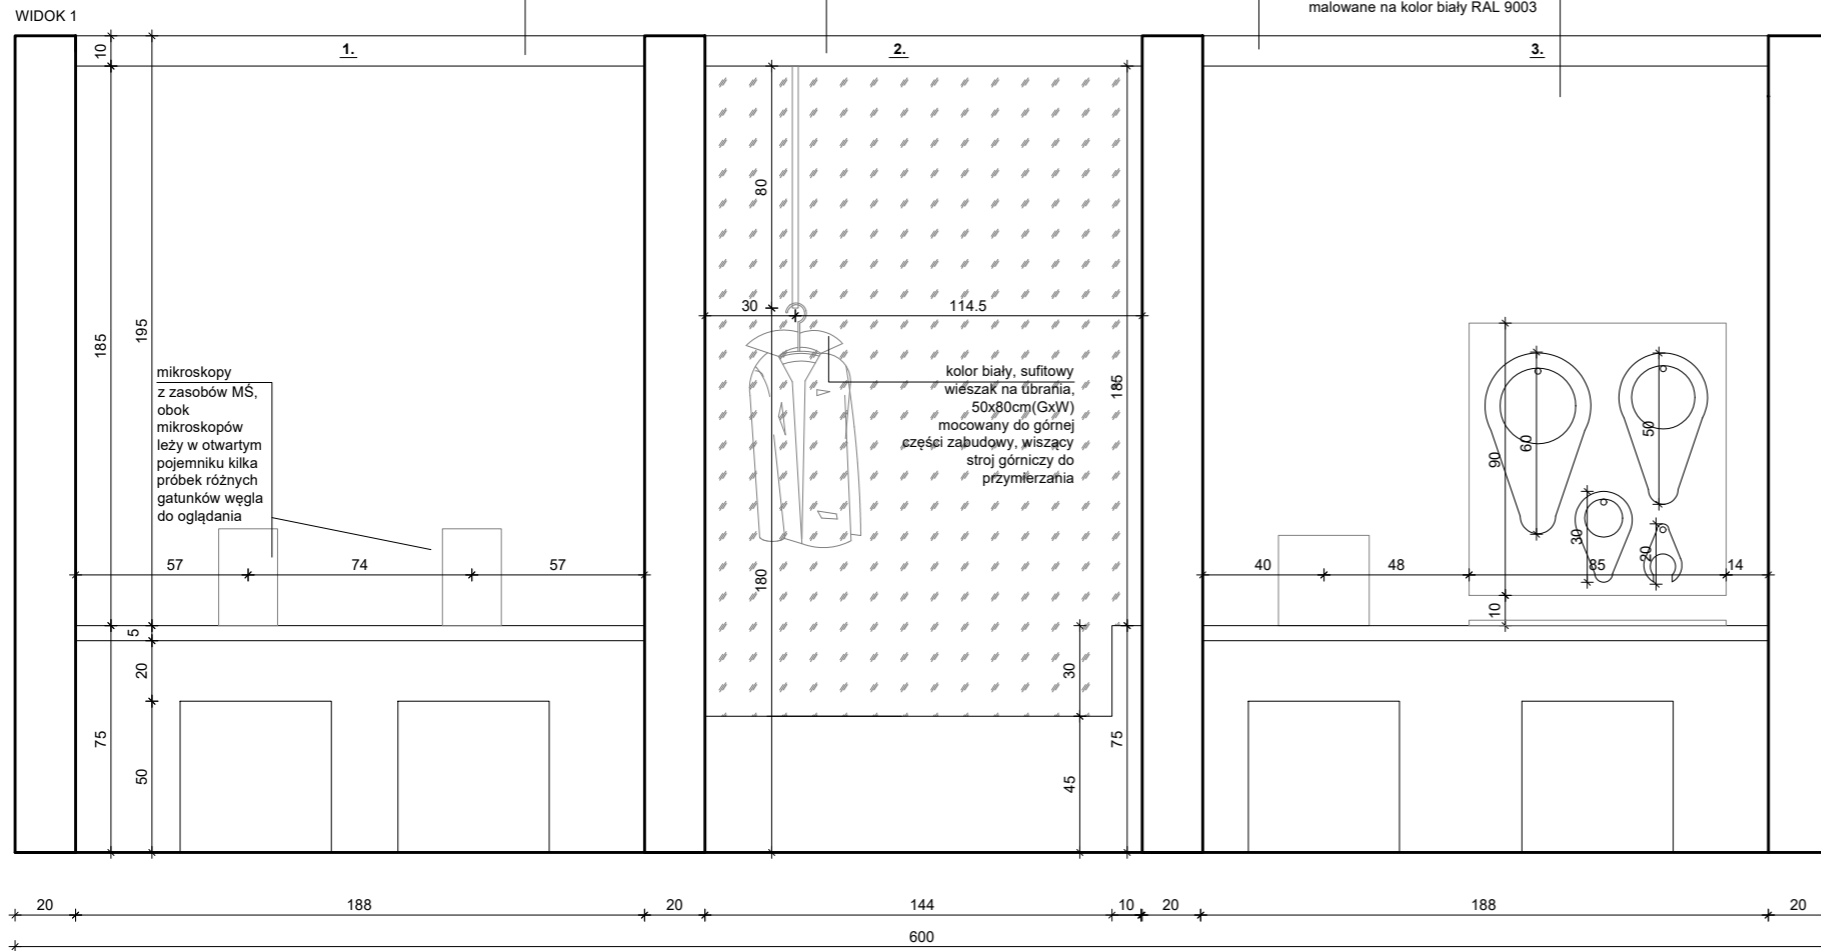 malowane na kolor biały RAL 9003
WIDOK 1
1.
2.
3.
10
185
195
80
30
114.5
185
mikroskopy
z zasobów MŚ,
obok
mikroskopów
leży w otwartym
pojemniku kilka
próbek różnych
gatunków węgla
do oglądania
kolor biały, sufitowy
wieszak na ubrania,
50x80cm(GxW)
mocowany do górnej
części zabudowy, wiszący
stroj górniczy do
przymierzania
90
60
50
30
20
57
74
57
180
40
48
85
14
10
5
20
30
75
50
75
45
20
188
20
144
10
20
188
20
600